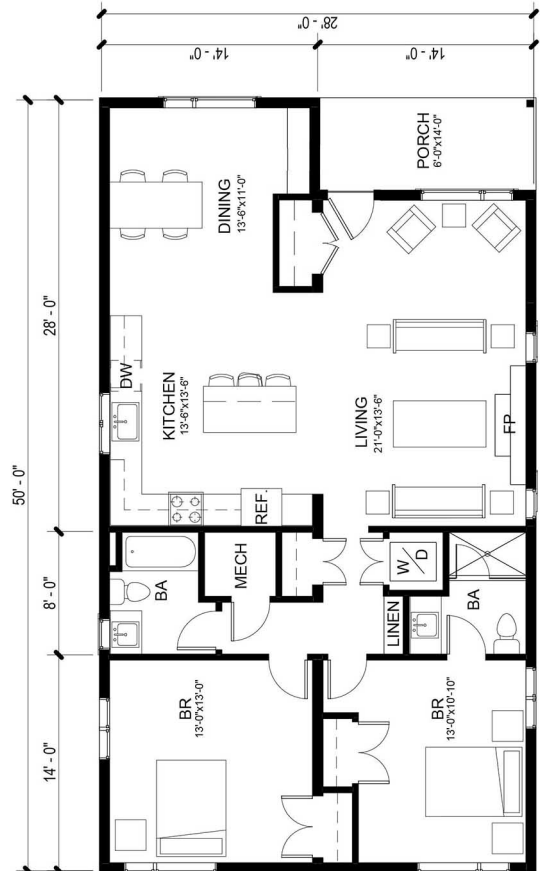 50' - 0"
14' - 0"
8' - 0"
28' - 0"
28' - 0"
14' - 0"
14' - 0"
BR
13'-0"x13'-0"
BA
MECH
KITCHEN
13'-6"x13'-6"
DW
REF.
DINING
13'-6"x11'-0"
BR
13'-0"x10'-10"
LINEN
BA
W/D
LIVING
21'-0"x13'-6"
FP
PORCH
6'-0"x14'-0"